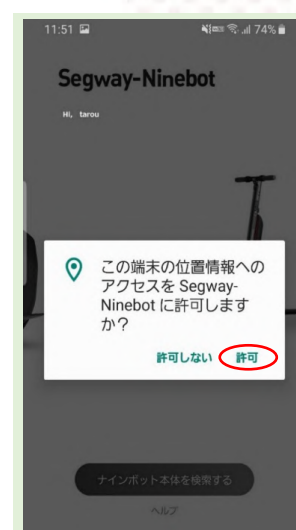 11:51 74%
Segway-Ninebot
Hi, tarou
この端末の位置情報への
アクセスを Segway-
Ninebot に許可します
か？
許可しない 許可
ナインボット本体を検索する
ヘルプ